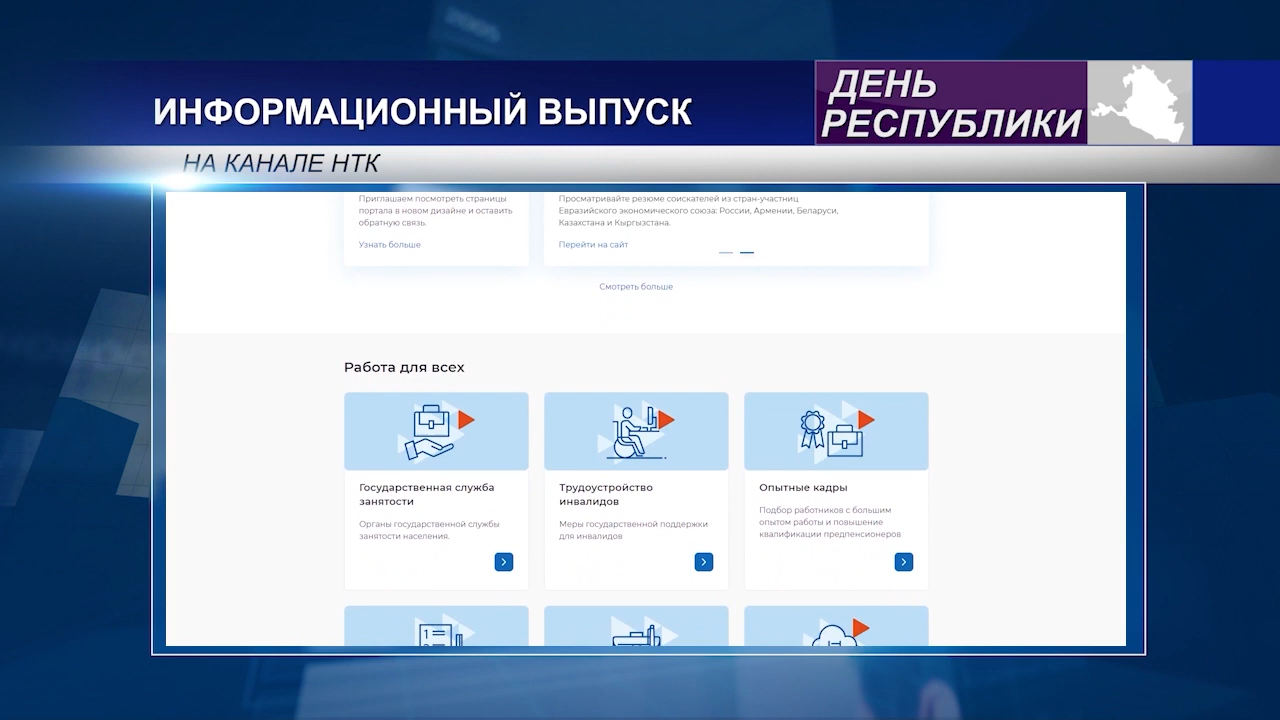 2005
ИНФОРМАЦИОННЫЙ ВЫПУСК
ДЕНЬ
РЕСПУБЛИКИ
НА КАНАЛЕ НТК
Приглашаем посмотреть страницы
портала в новом дизайне и оставить
обратную связь.
Узнать больше
Просматривайте резюме соискателей из стран-участниц
Евразийского экономического союза: России, Армении, Беларуси,
Казахстана и Кыргызстана.
Перейти на сайт
Смотреть больше
Работа для всех
Государственная служба
занятости
Органы государственной службы
занятости населения.
Трудоустройство
инвалидов
Меры государственной поддержки
для инвалидов
Опытные кадры
Подбор работников с большим
опытом работы и повышение
квалификации предпенсионеров